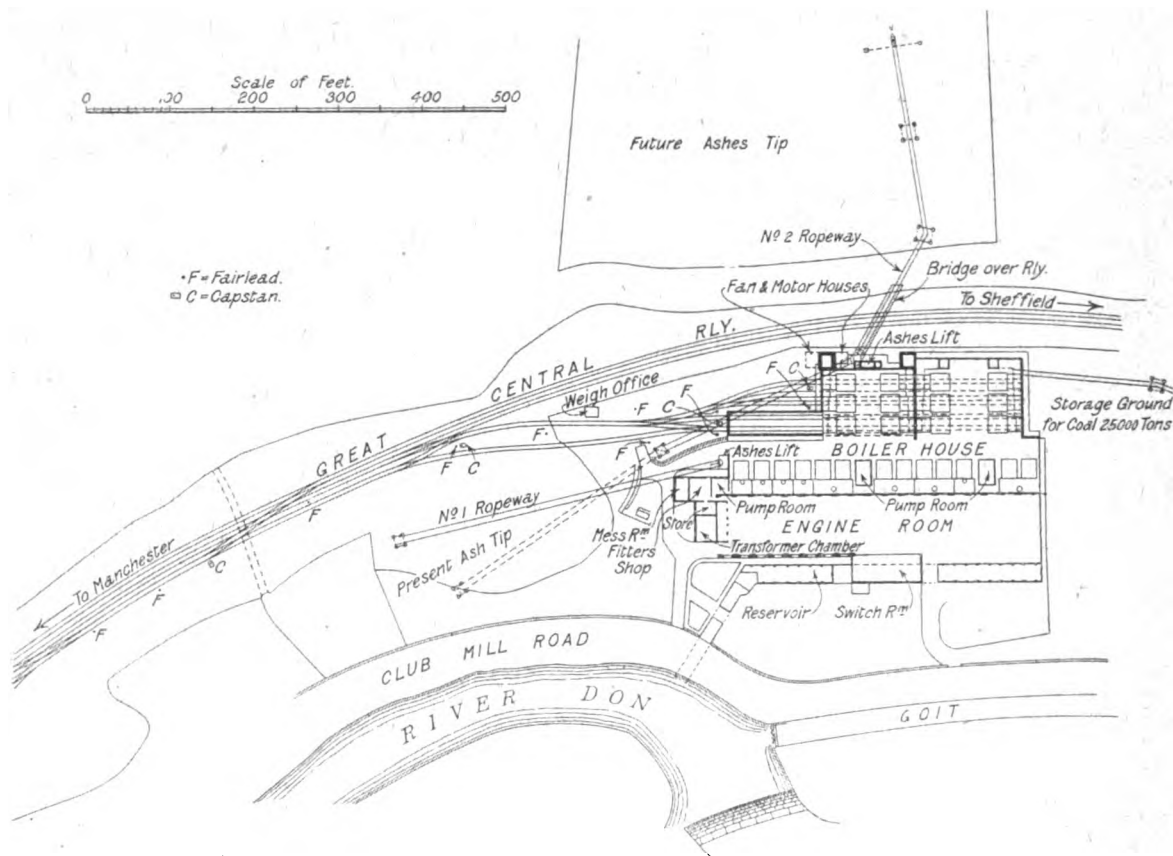 Scale of Feet.
0 100 200 300 400 500
Future Ashes Tip
Nº 2 Ropeway
Bridge over Rly.
•F = Fairlead.
C = Capstan.
Fan & Motor Houses
To Sheffield
GREAT CENTRAL RLY.
Ashes Lift
Weigh Office
F C
F
F
C
Storage Ground
for Coal 25000 Tons
F
F C
F
BOILER HOUSE
Ashes Lift
Nº 1 Ropeway
F
Pump Room
Pump Room
Store
ENGINE ROOM
Mess Rm
Fitters
Shop
Transformer Chamber
Present Ash Tip
To Manchester
C
F
F
Reservoir
Switch Rm
CLUB MILL ROAD
RIVER DON
GOIT